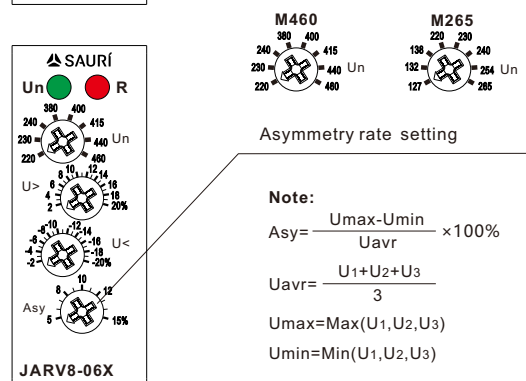 M460
380 400
240 415
230 440 Un
220 460
M265
220 230
138 240
132 254 Un
127 265
SAURÍ
Un R
380 400
240 415
230 440 Un
220 460
U> 2 4 6 8 10 12 14 16 18 20%
U< -2 -4 -6 -8 -10 -12 -14 -16 -18 -20%
Asy 5 8 10 12 15%
JARV8-06X
Asymmetry rate setting
Note:
Asy= Umax-Umin / Uavr ×100%
Uavr= U1+U2+U3 / 3
Umax=Max(U1,U2,U3)
Umin=Min(U1,U2,U3)